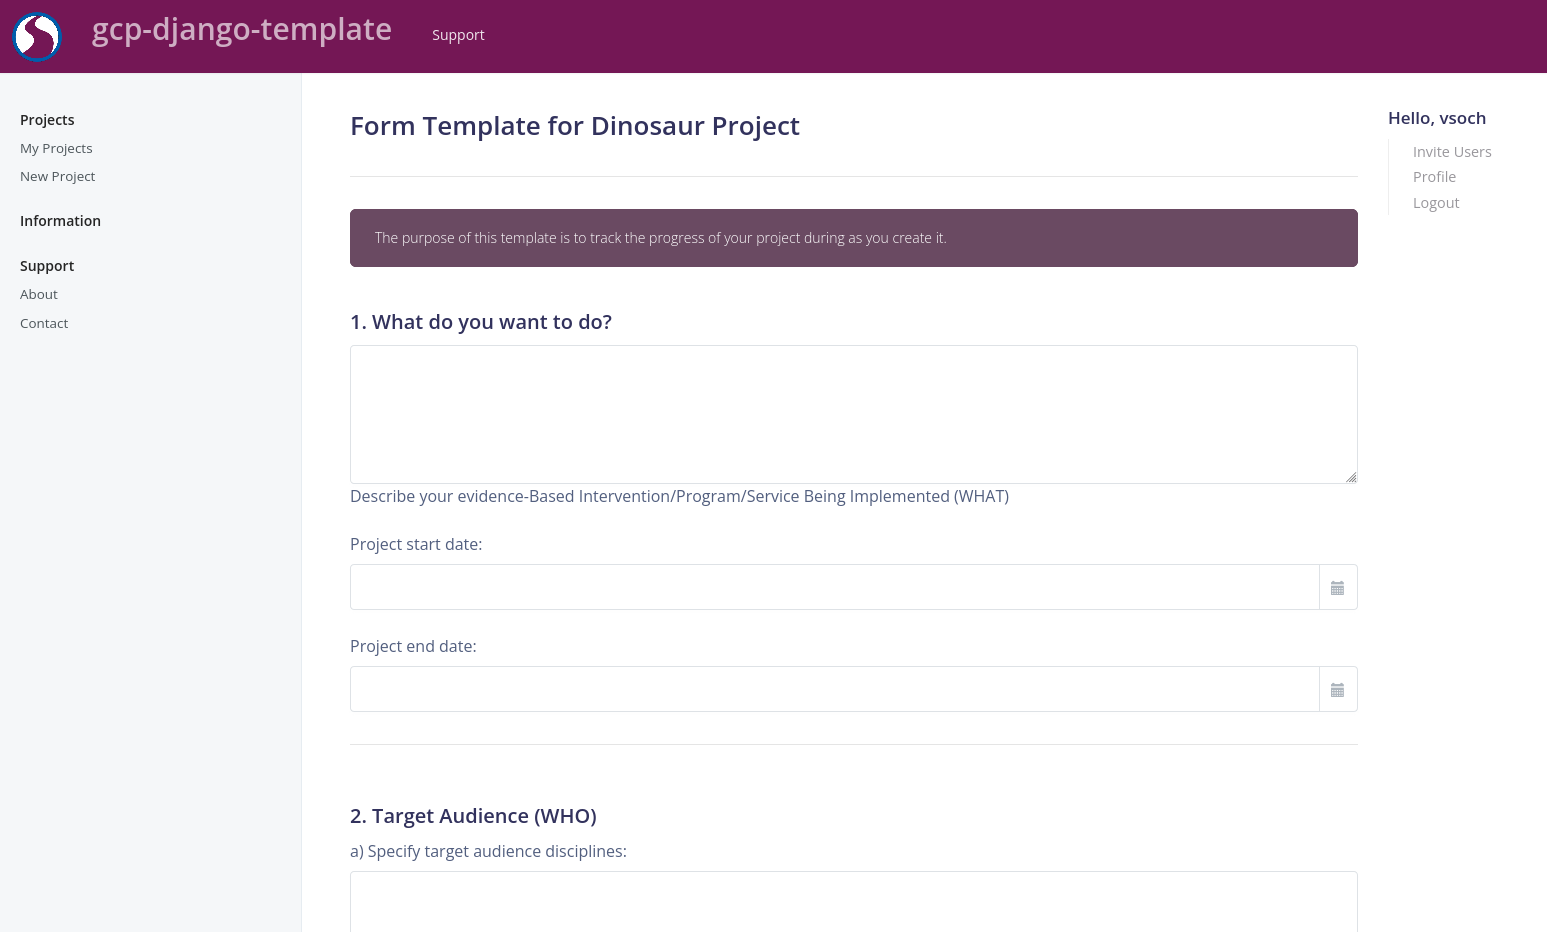 gcp-django-template
Support
Projects
My Projects
New Project
Information
Support
About
Contact
Form Template for Dinosaur Project
The purpose of this template is to track the progress of your project during as you create it.
1. What do you want to do?
Describe your evidence-Based Intervention/Program/Service Being Implemented (WHAT)
Project start date:
Project end date:
2. Target Audience (WHO)
a) Specify target audience disciplines:
Hello, vsoch
Invite Users
Profile
Logout